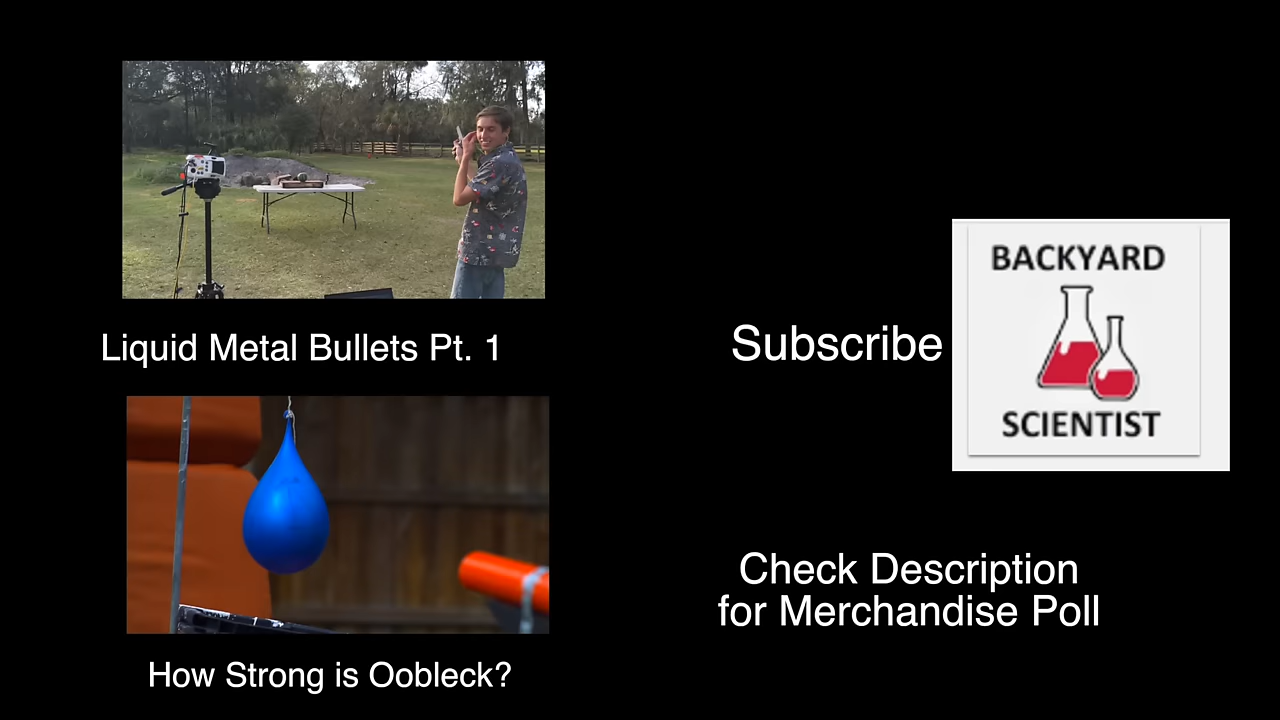 Liquid Metal Bullets Pt. 1
Subscribe
BACKYARD
SCIENTIST
Check Description
for Merchandise Poll
How Strong is Oobleck?